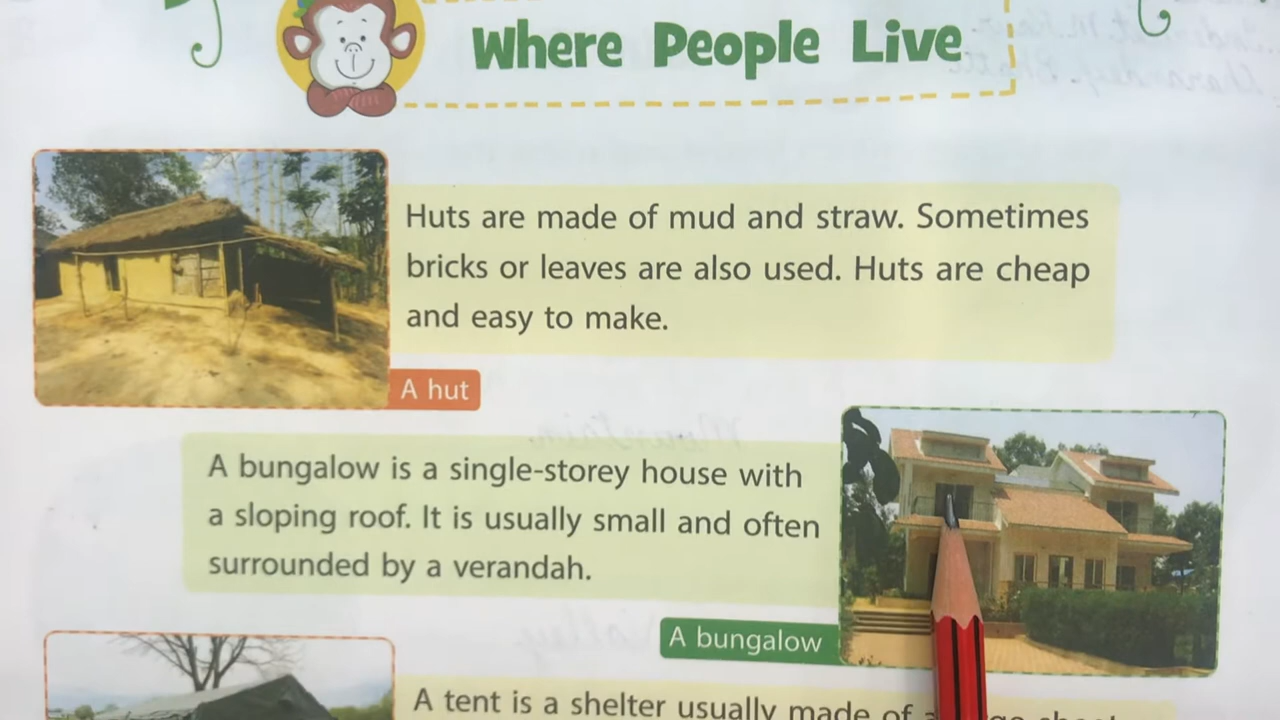 Where People Live
Huts are made of mud and straw. Sometimes
bricks or leaves are also used. Huts are cheap
and easy to make.
A hut
A bungalow is a single-storey house with
a sloping roof. It is usually small and often
surrounded by a verandah.
A bungalow
A tent is a shelter usually made of